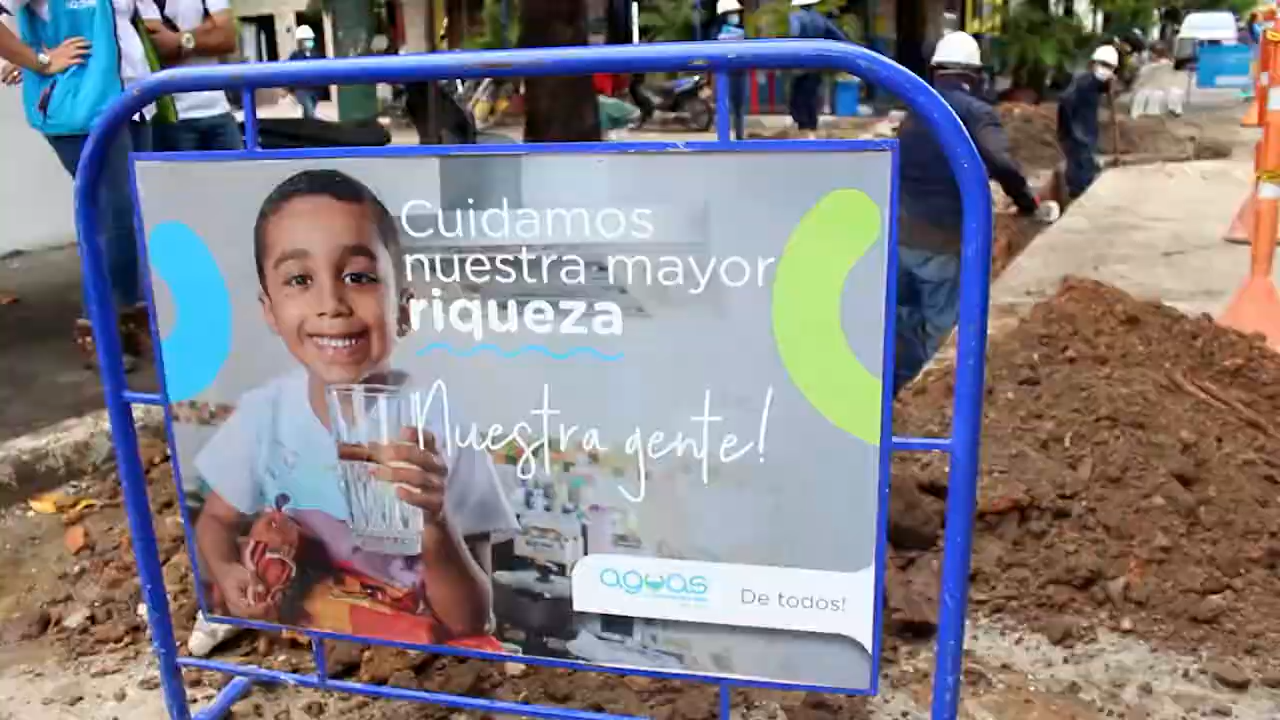 Cuidamos
nuestra mayor
riqueza
Nuestra gente!
aguas
De todos!